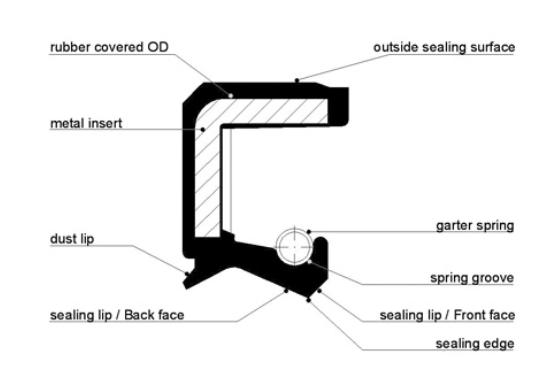 rubber covered OD
outside sealing surface
metal insert
garter spring
dust lip
spring groove
sealing lip / Back face
sealing lip / Front face
sealing edge